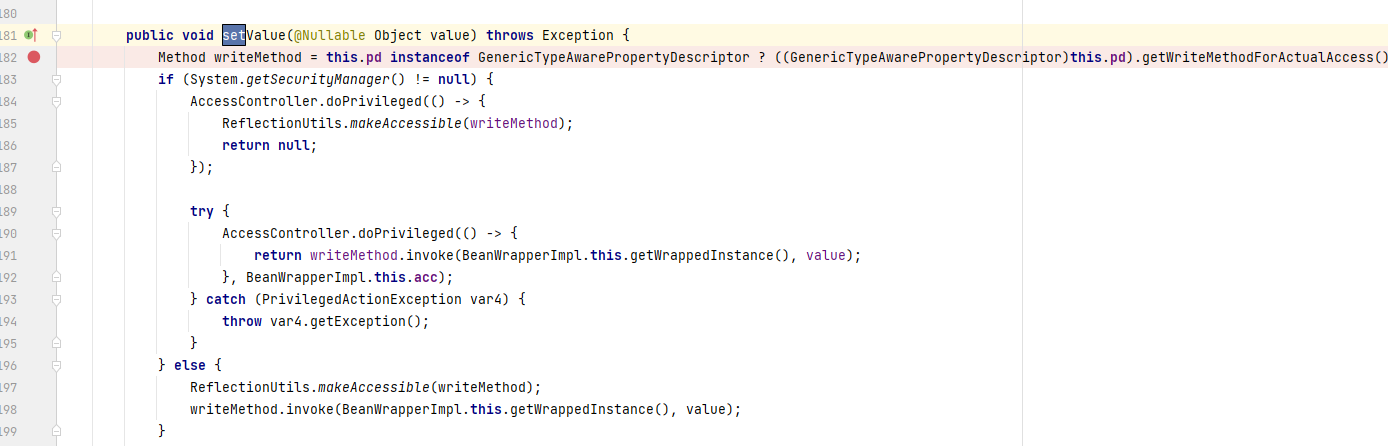 180
181 public void setValue(@Nullable Object value) throws Exception {
182 Method writeMethod = this.pd instanceof GenericTypeAwarePropertyDescriptor ? ((GenericTypeAwarePropertyDescriptor)this.pd).getWriteMethodForActualAccess()
183 if (System.getSecurityManager() != null) {
184 AccessController.doPrivileged(() -> {
185 ReflectionUtils.makeAccessible(writeMethod);
186 return null;
187 });
188
189 try {
190 AccessController.doPrivileged(() -> {
191 return writeMethod.invoke(BeanWrapperImpl.this.getWrappedInstance(), value);
192 }, BeanWrapperImpl.this.acc);
193 } catch (PrivilegedActionException var4) {
194 throw var4.getException();
195 }
196 } else {
197 ReflectionUtils.makeAccessible(writeMethod);
198 writeMethod.invoke(BeanWrapperImpl.this.getWrappedInstance(), value);
199 }